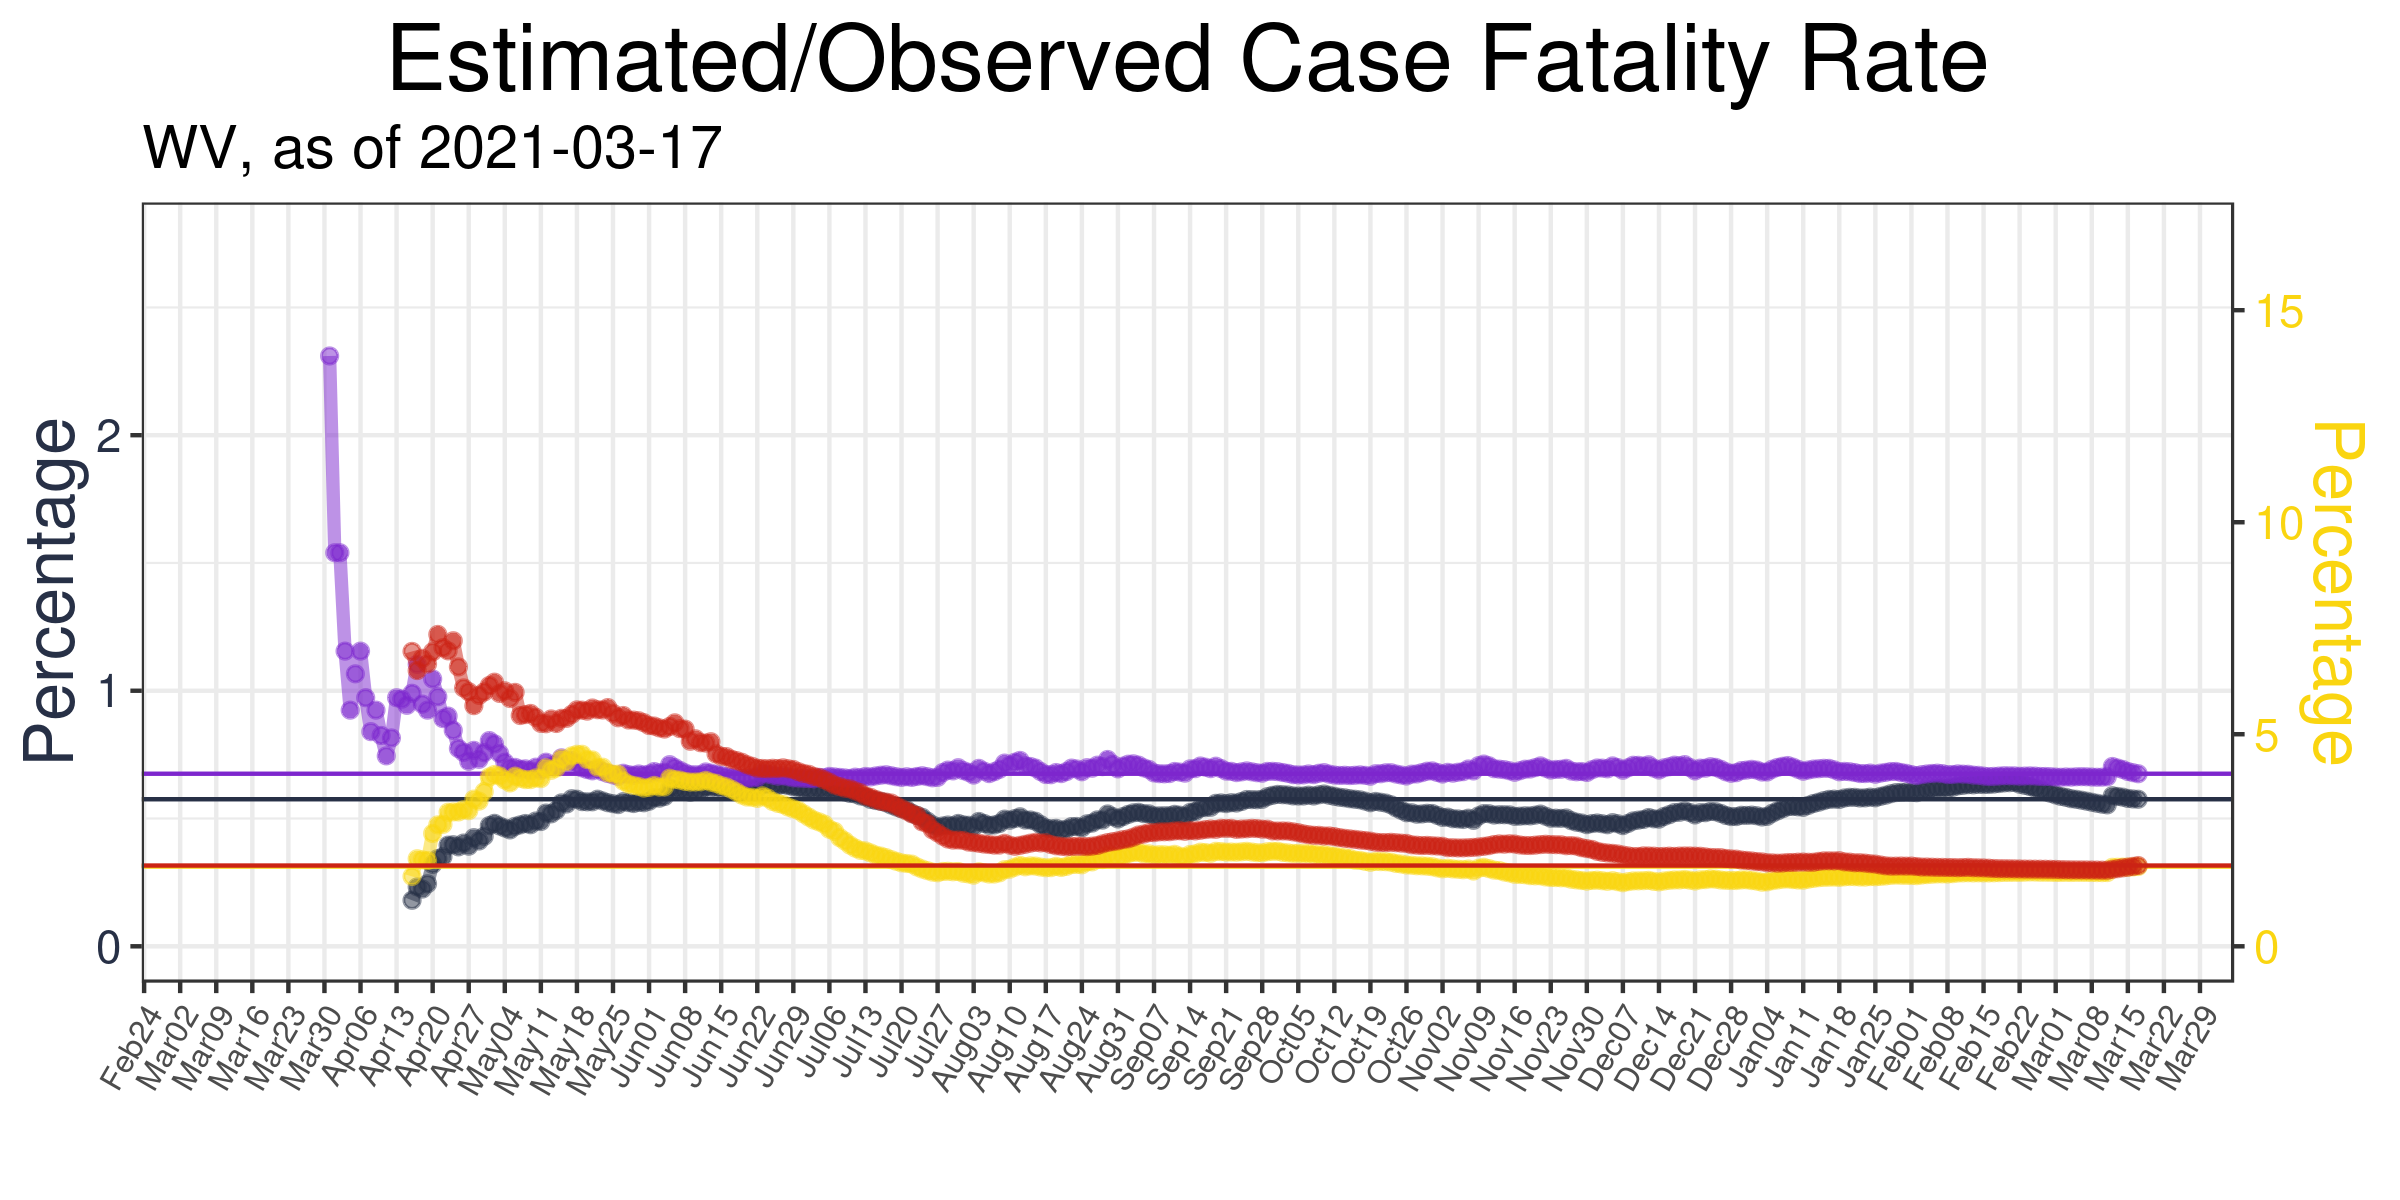 Estimated/Observed Case Fatality Rate
WV, as of 2021-03-17
Percentage
2
1
0
15
10
5
0
Percentage
Feb24
Mar02
Mar09
Mar16
Mar23
Mar30
Apr06
Apr13
Apr20
Apr27
May04
May11
May18
May25
Jun01
Jun08
Jun15
Jun22
Jun29
Jul06
Jul13
Jul20
Jul27
Aug03
Aug10
Aug17
Aug24
Aug31
Sep07
Sep14
Sep21
Sep28
Oct05
Oct12
Oct19
Oct26
Nov02
Nov09
Nov16
Nov23
Nov30
Dec07
Dec14
Dec21
Dec28
Jan04
Jan11
Jan18
Jan25
Feb01
Feb08
Feb15
Feb22
Mar01
Mar08
Mar15
Mar22
Mar29